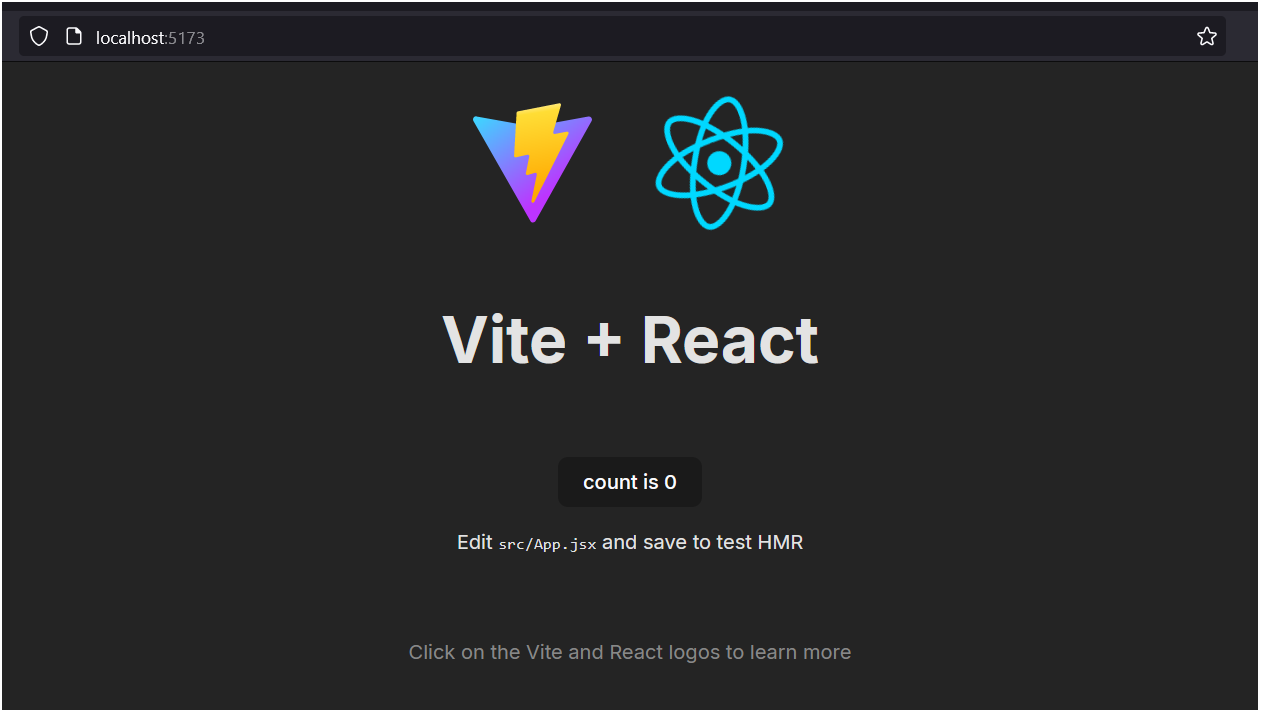 localhost:5173
Vite + React
count is 0
Edit src/App.jsx and save to test HMR
Click on the Vite and React logos to learn more